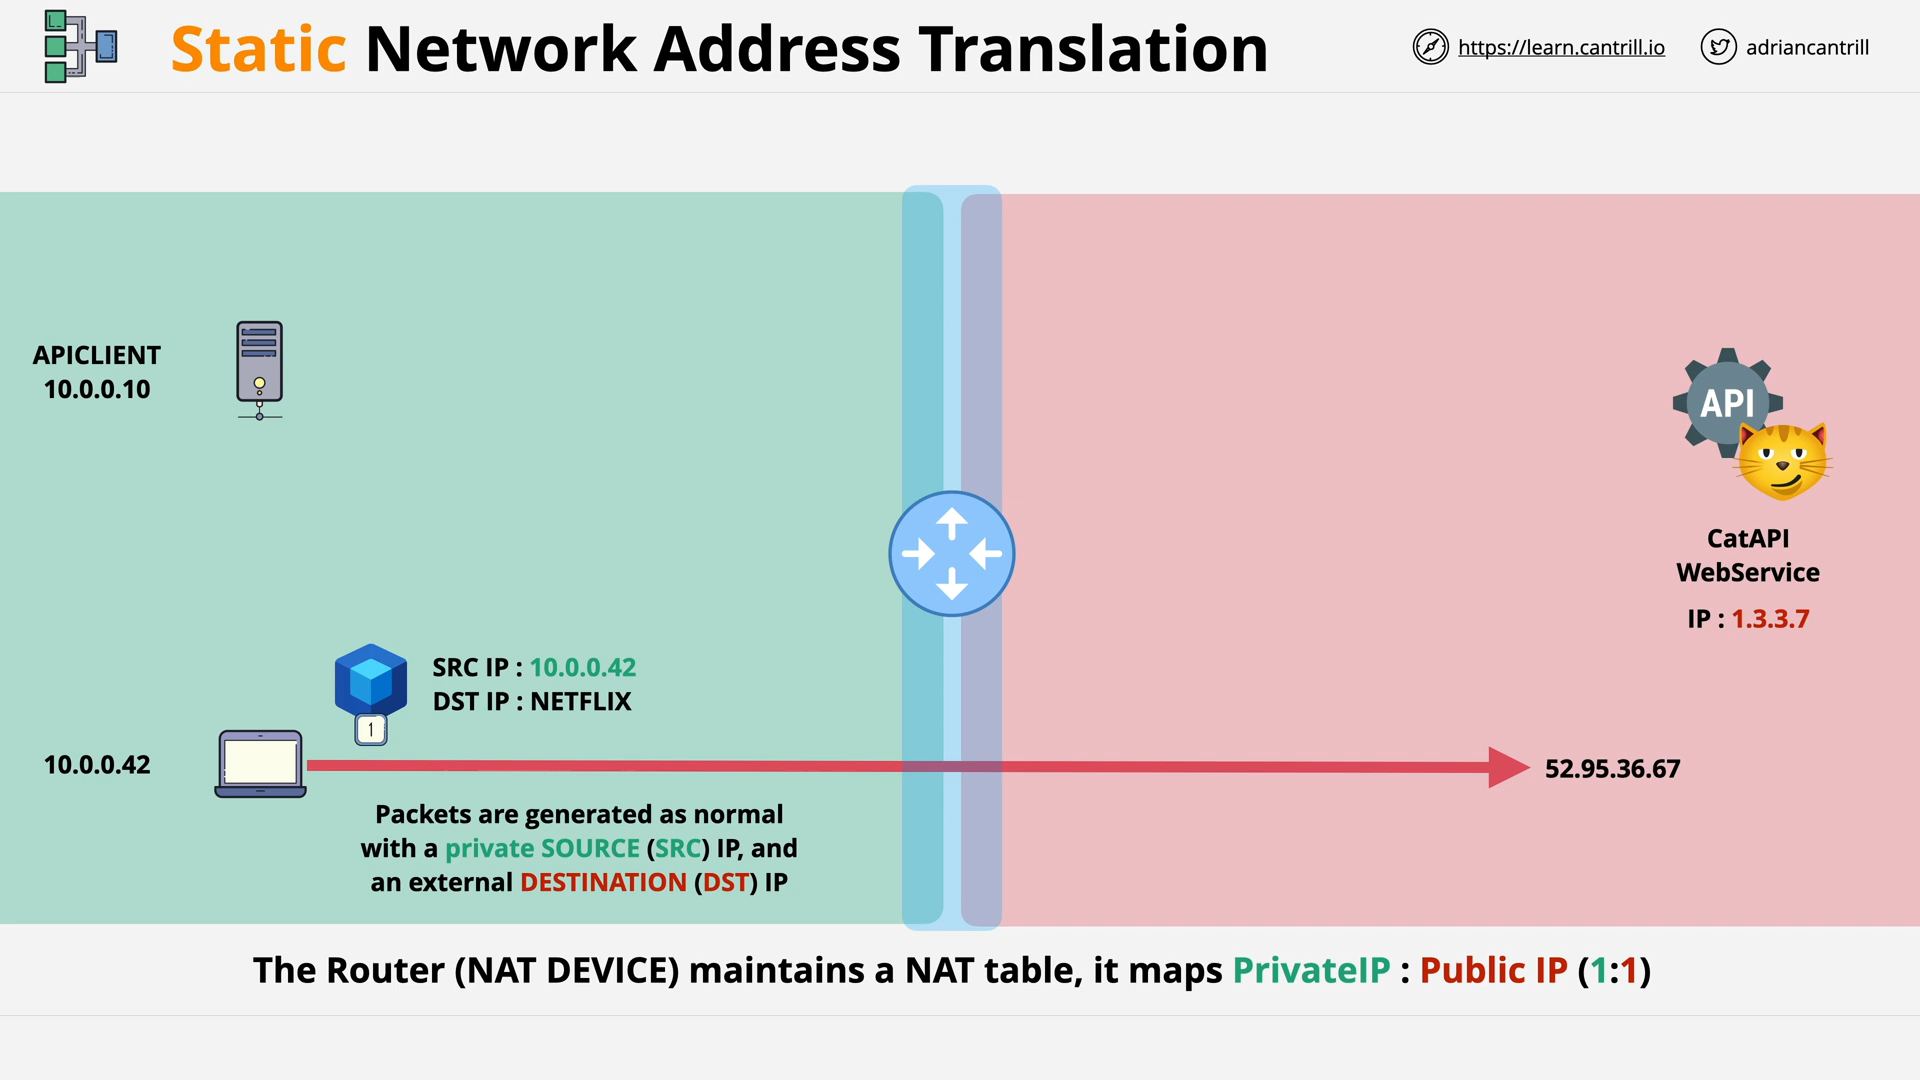 Static Network Address Translation
https://learn.cantrill.io
adriancantrill
APICLIENT
10.0.0.10
API
CatAPI
WebService
IP : 1.3.3.7
SRC IP : 10.0.0.42
DST IP : NETFLIX
1
10.0.0.42
52.95.36.67
Packets are generated as normal
with a private SOURCE (SRC) IP, and
an external DESTINATION (DST) IP
The Router (NAT DEVICE) maintains a NAT table, it maps PrivateIP : Public IP (1:1)